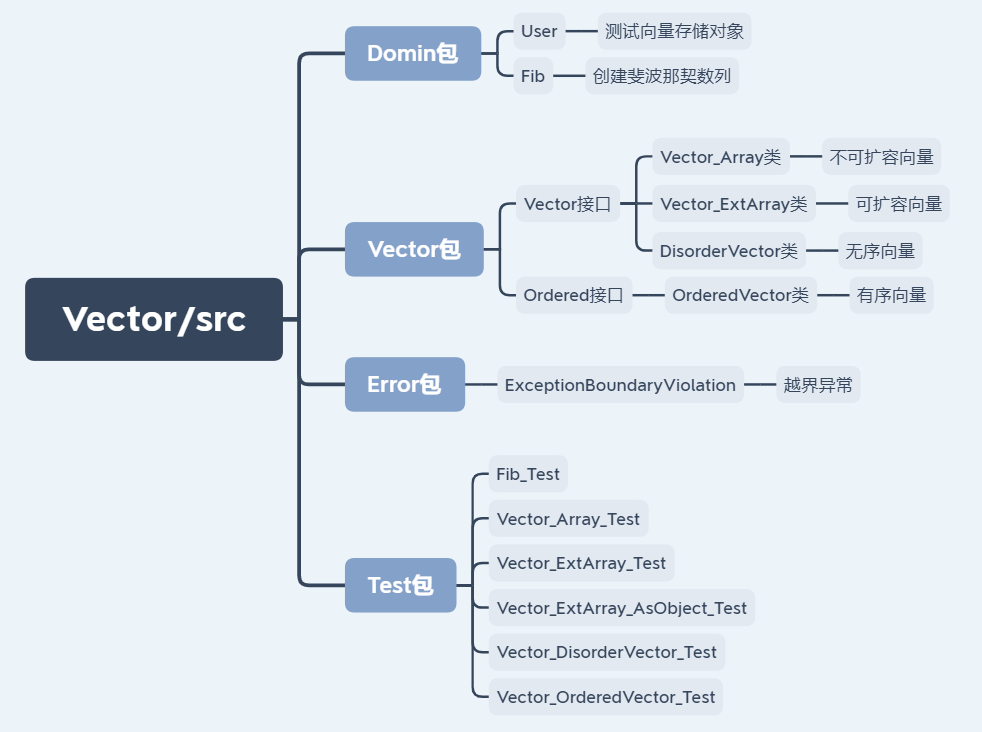 Vector/src
Domin包
User
测试向量存储对象
Fib
创建斐波那契数列
Vector包
Vector接口
Vector_Array类
不可扩容向量
Vector_ExtArray类
可扩容向量
DisorderVector类
无序向量
Ordered接口
OrderedVector类
有序向量
Error包
ExceptionBoundaryViolation
越界异常
Test包
Fib_Test
Vector_Array_Test
Vector_ExtArray_Test
Vector_ExtArray_AsObject_Test
Vector_DisorderVector_Test
Vector_OrderedVector_Test